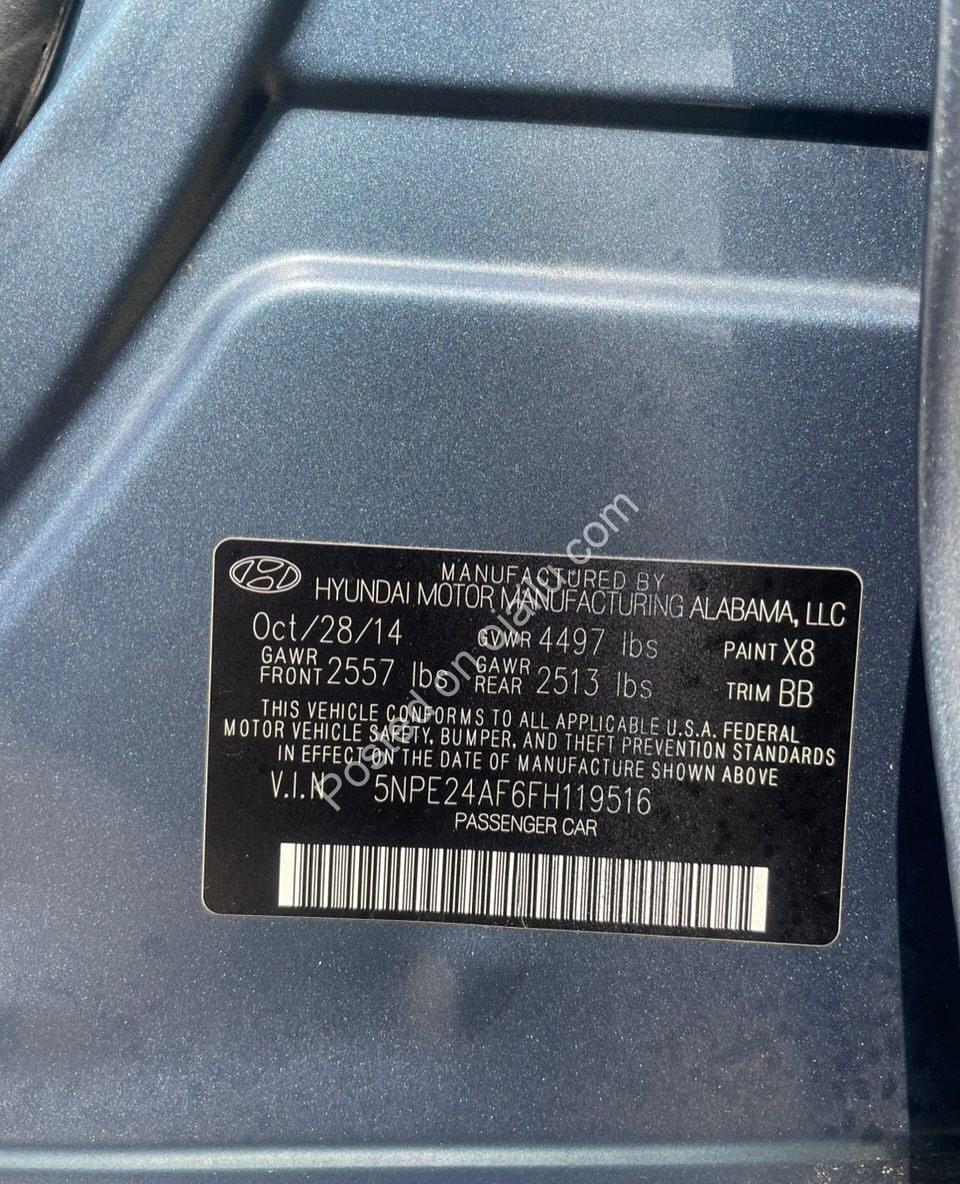 MANUFACTURED BY
HYUNDAI MOTOR MANUFACTURING ALABAMA, LLC
Oct/28/14 GVWR 4497 lbs PAINT X8
GAWR FRONT 2557 lbs GAWR REAR 2513 lbs TRIM BB
THIS VEHICLE CONFORMS TO ALL APPLICABLE U.S.A. FEDERAL
MOTOR VEHICLE SAFETY, BUMPER, AND THEFT PREVENTION STANDARDS
IN EFFECT ON THE DATE OF MANUFACTURE SHOWN ABOVE
V.I.N 5NPE24AF6FH119516
PASSENGER CAR
Posted on olalu.com